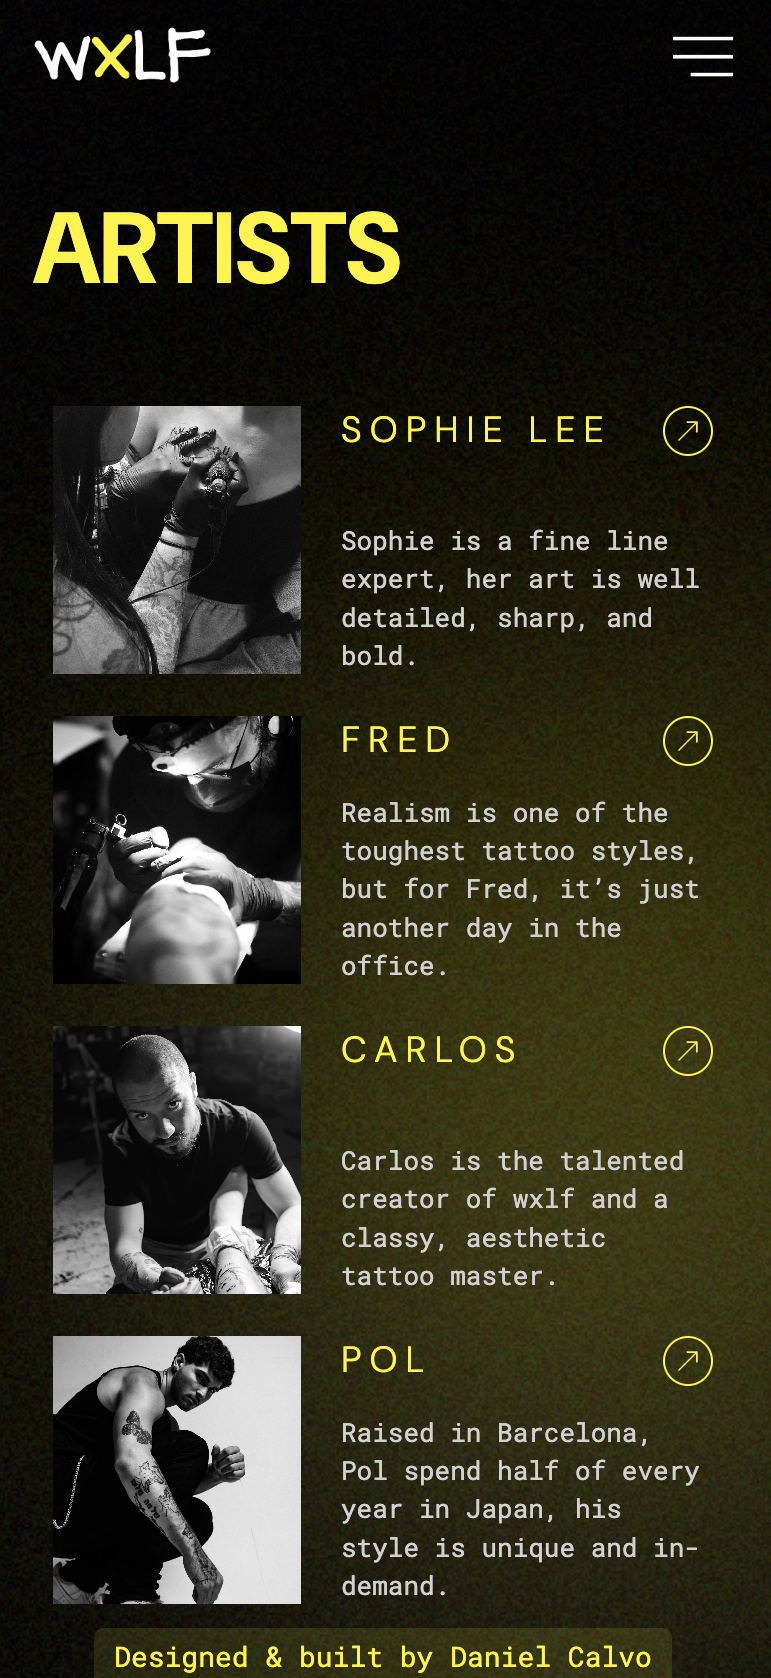 WXLF
ARTISTS
SOPHIE LEE
Sophie is a fine line
expert, her art is well
detailed, sharp, and
bold.
FRED
Realism is one of the
toughest tattoo styles,
but for Fred, it’s just
another day in the
office.
CARLOS
Carlos is the talented
creator of wxlf and a
classy, aesthetic
tattoo master.
POL
Raised in Barcelona,
Pol spend half of every
year in Japan, his
style is unique and in-
demand.
Designed & built by Daniel Calvo